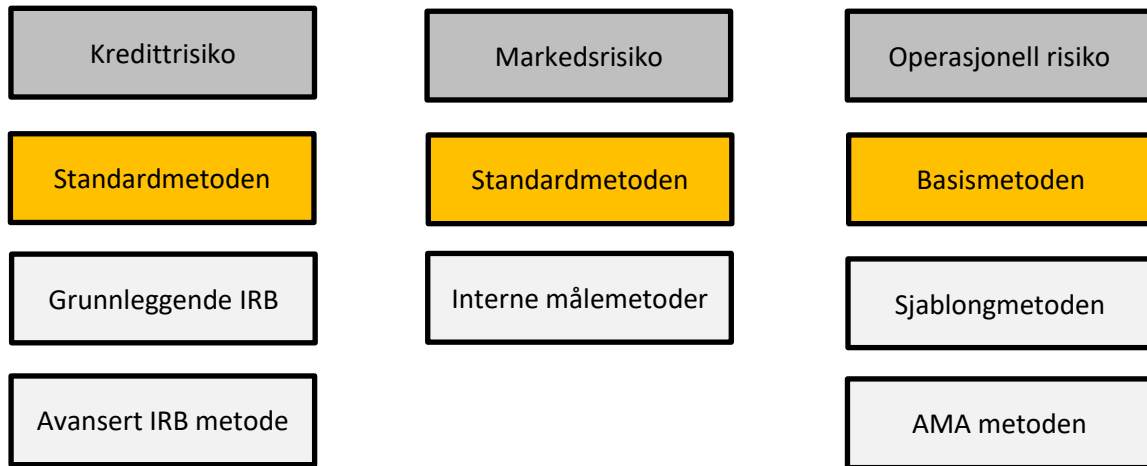 Kredittrisiko
Markedsrisiko
Operasjonell risiko
Standardmetoden
Standardmetoden
Basismetoden
Grunnleggende IRB
Interne målemetoder
Sjablongmetoden
Avansert IRB metode
AMA metoden